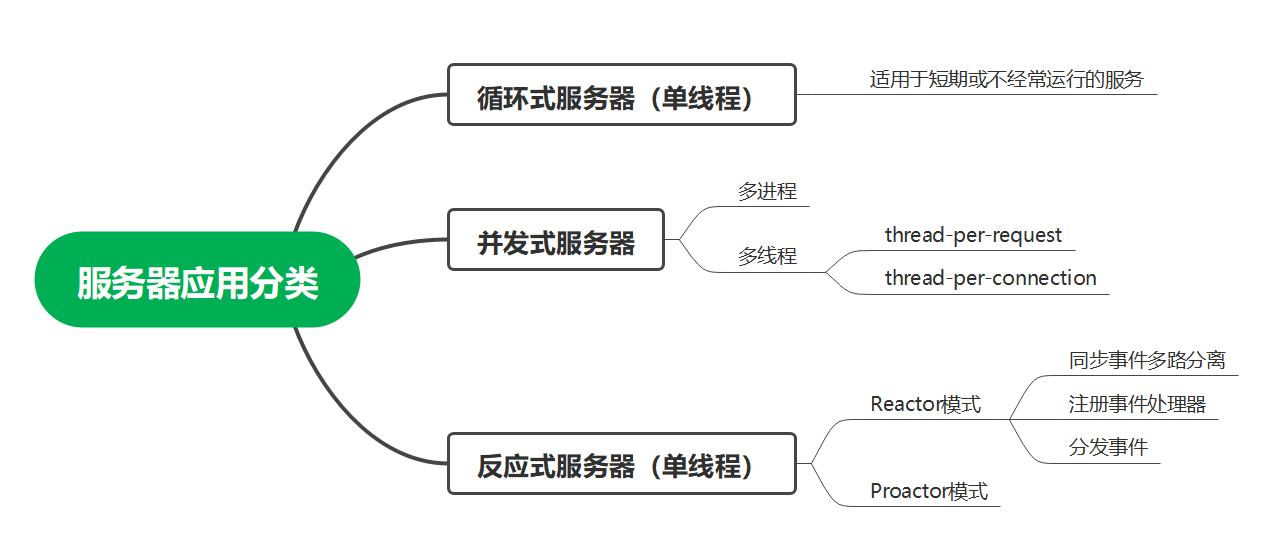 服务器应用分类
循环式服务器（单线程）
适用于短期或不经常运行的服务
并发式服务器
多进程
多线程
thread-per-request
thread-per-connection
反应式服务器（单线程）
Reactor模式
同步事件多路分离
注册事件处理器
分发事件
Proactor模式